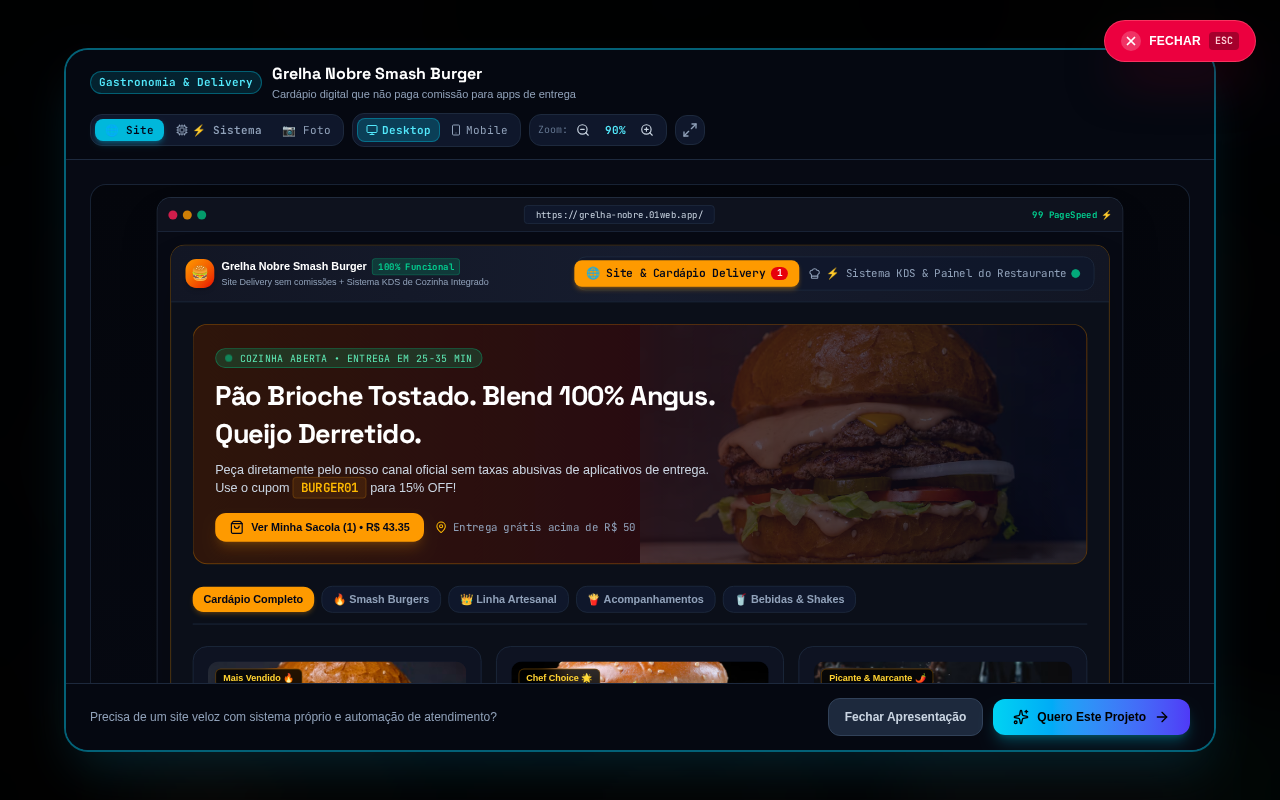 FECHAR ESC
Gastronomia & Delivery
Grelha Nobre Smash Burger
Cardápio digital que não paga comissão para apps de entrega
Site
⚡ Sistema
📷 Foto
Desktop
Mobile
Zoom:
90%
https://grelha-nobre.01web.app/
99 PageSpeed ⚡
Grelha Nobre Smash Burger 100% Funcional
Site Delivery sem comissões + Sistema KDS de Cozinha Integrado
🌐 Site & Cardápio Delivery 1
⚡ Sistema KDS & Painel do Restaurante
COZINHA ABERTA • ENTREGA EM 25-35 MIN
Pão Brioche Tostado. Blend 100% Angus.
Queijo Derretido.
Peça diretamente pelo nosso canal oficial sem taxas abusivas de aplicativos de entrega.
Use o cupom BURGER01 para 15% OFF!
Ver Minha Sacola (1) • R$ 43.35
Entrega grátis acima de R$ 50
Cardápio Completo
🔥 Smash Burgers
👑 Linha Artesanal
🍟 Acompanhamentos
🥤 Bebidas & Shakes
Mais Vendido 🔥
Chef Choice 🌟
Picante & Marcante 🌶️
Precisa de um site veloz com sistema próprio e automação de atendimento?
Fechar Apresentação
Quero Este Projeto